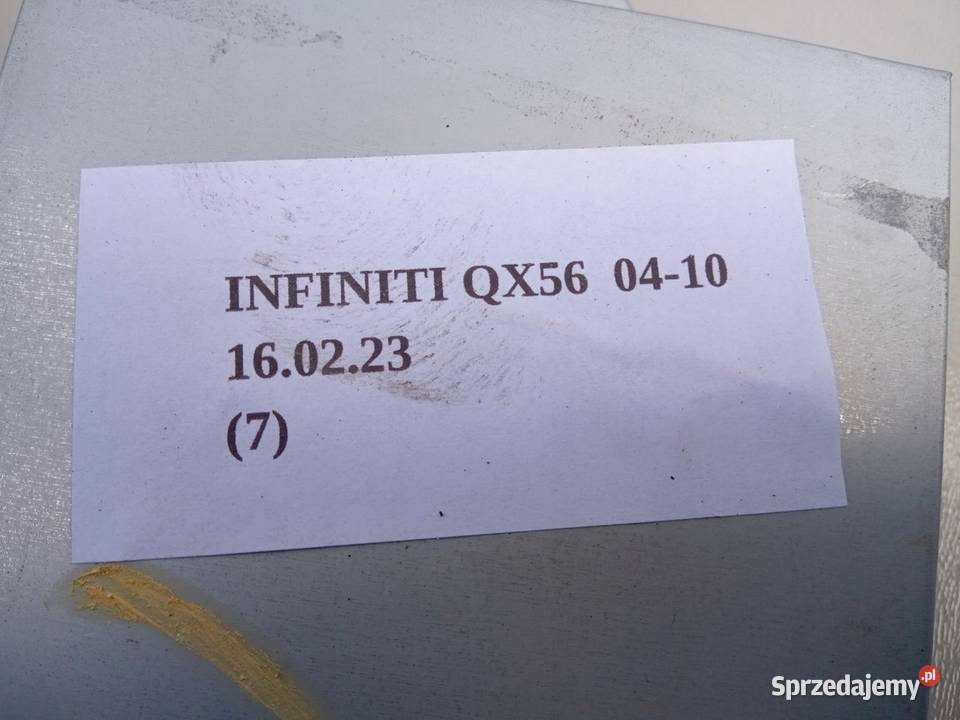 INFINITI QX56 04-10
16.02.23
(7)
Sprzedajemy.pl